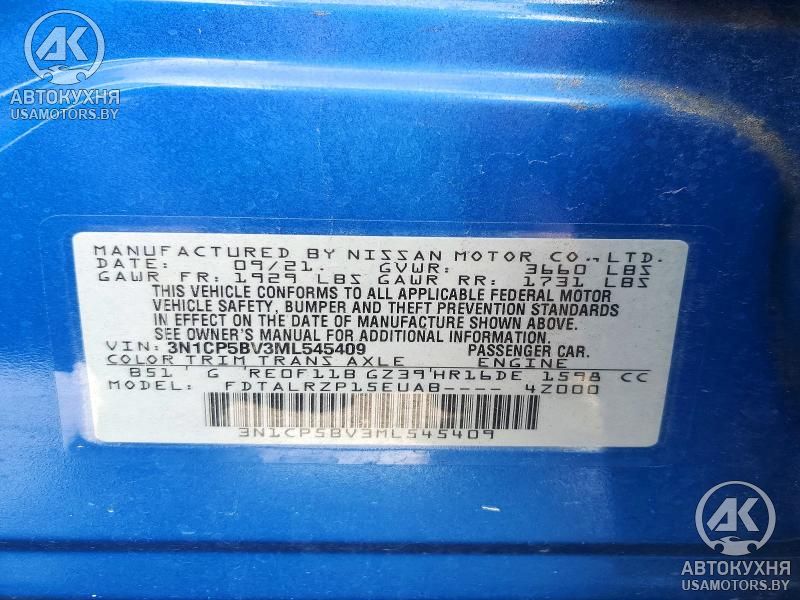 AK
АВТОКУХНЯ
USAMOTORS.BY
MANUFACTURED BY NISSAN MOTOR CO., LTD.
DATE: 09/21. GVWR: 3660 LBS
GAWR FR: 1929 LBS GAWR RR: 1731 LBS
THIS VEHICLE CONFORMS TO ALL APPLICABLE FEDERAL MOTOR
VEHICLE SAFETY, BUMPER AND THEFT PREVENTION STANDARDS
IN EFFECT ON THE DATE OF MANUFACTURE SHOWN ABOVE.
SEE OWNER'S MANUAL FOR ADDITIONAL INFORMATION.
VIN: 3N1CP5BV3ML545409 PASSENGER CAR.
COLOR TRIM TRANS AXLE ENGINE
B51 G RE0F11B GZ39 HR16DE 1598 CC
FDTALRZP15EUAB---- 4Z000
3N1CP5BV3ML545409
AK
АВТОКУХНЯ
USAMOTORS.BY